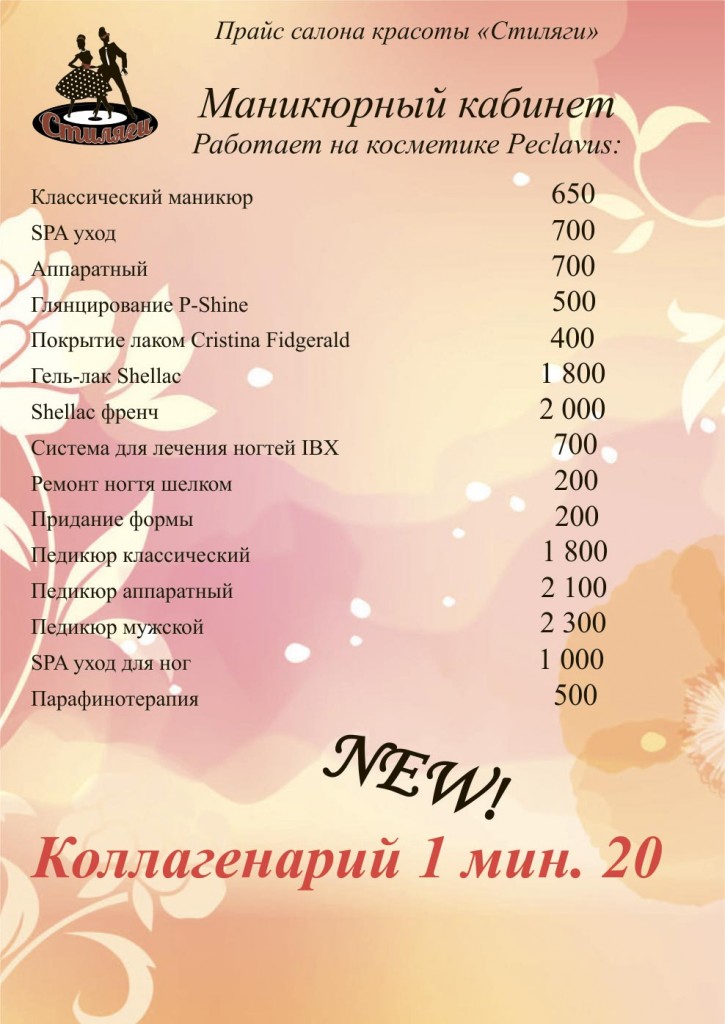 Прайс салона красоты «Стиляги»
Стиляги
Маникюрный кабинет
Работает на косметике Peclavus:
Классический маникюр 650
SPA уход 700
Аппаратный 700
Глянцирование P-Shine 500
Покрытие лаком Cristina Fidgerald 400
Гель-лак Shellac 1 800
Shellac френч 2 000
Система для лечения ногтей IBX 700
Ремонт ногтя шелком 200
Придание формы 200
Педикюр классический 1 800
Педикюр аппаратный 2 100
Педикюр мужской 2 300
SPA уход для ног 1 000
Парафинотерапия 500
NEW!
Коллагенарий 1 мин. 20